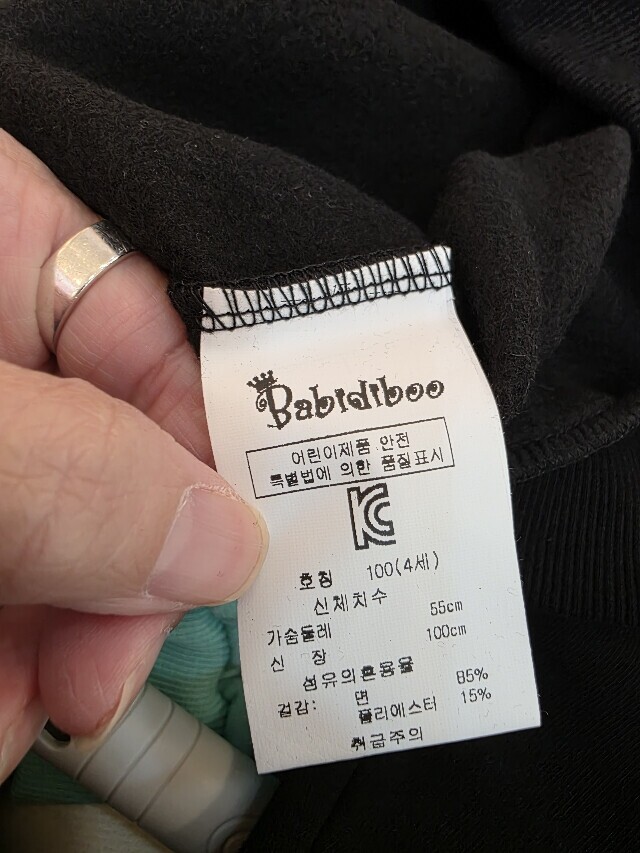 Babidiboo
어린이제품 안전
특별법에 의한 품질표시
KC
호칭 100(4세)
신체치수
가슴둘레 55cm
신 장 100cm
섬유의혼용율
겉감: 면 85%
폴리에스터 15%
취급주의